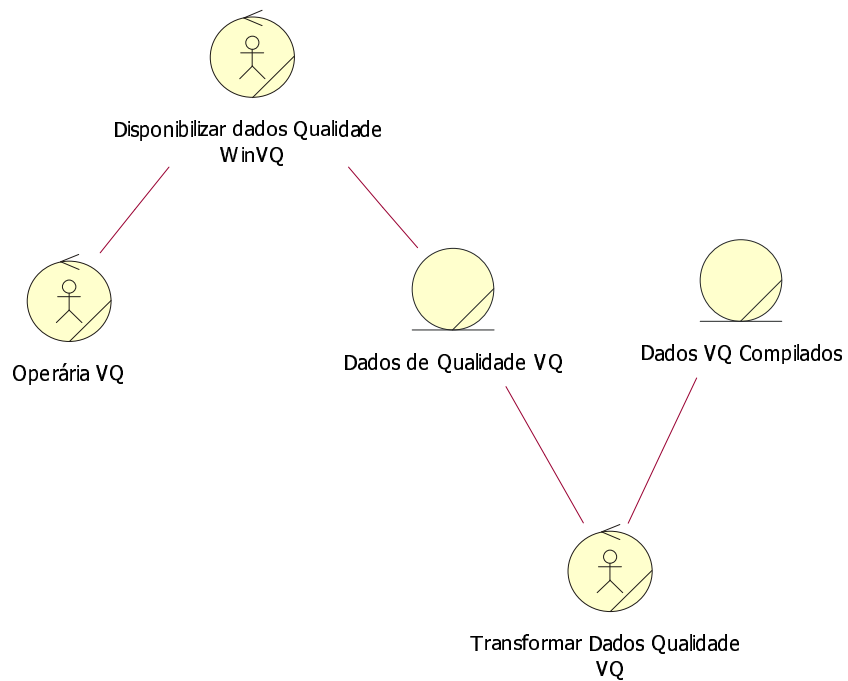 Disponibilizar dados Qualidade
WinVQ
Operária VQ
Dados de Qualidade VQ
Dados VQ Compilados
Transformar Dados Qualidade
VQ